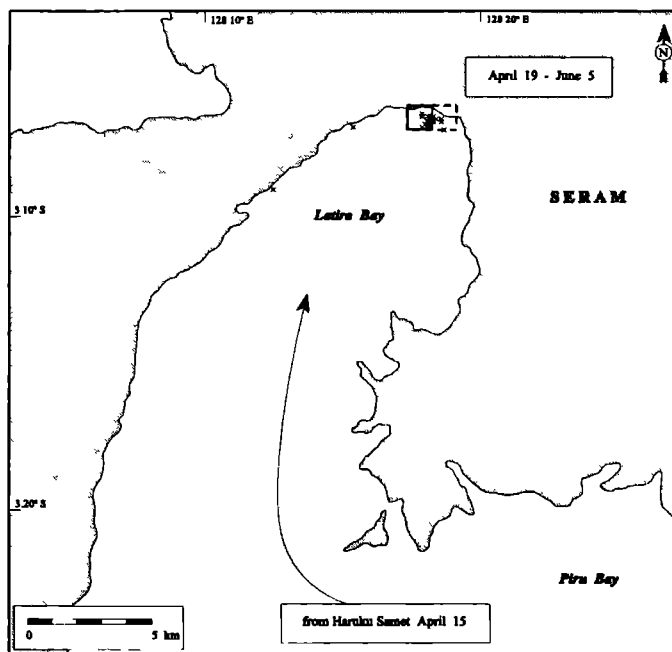 128 10° E
128 20° E
N
April 19 - June 5
3 10° S
SERAM
Latira Bay
3 20° S
Piru Bay
0 5 km
from Haruku Samet April 15